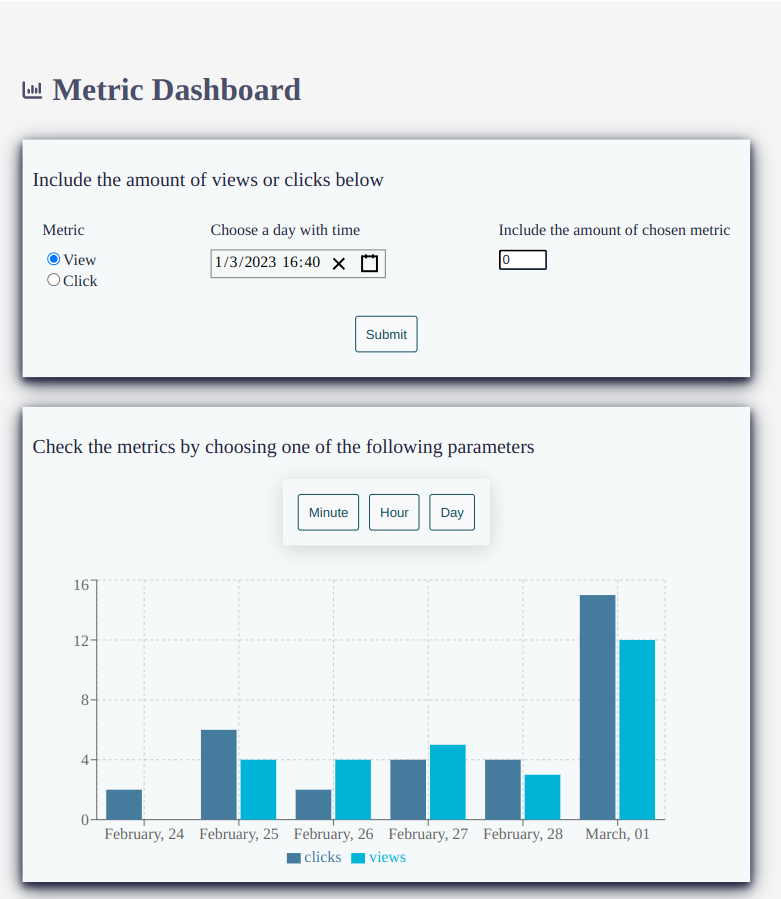 Metric Dashboard
Include the amount of views or clicks below
Metric
Choose a day with time
Include the amount of chosen metric
View
1/3/2023 16:40
0
Click
Submit
Check the metrics by choosing one of the following parameters
Minute Hour Day
16
12
8
4
0
February, 24 February, 25 February, 26 February, 27 February, 28 March, 01
clicks views